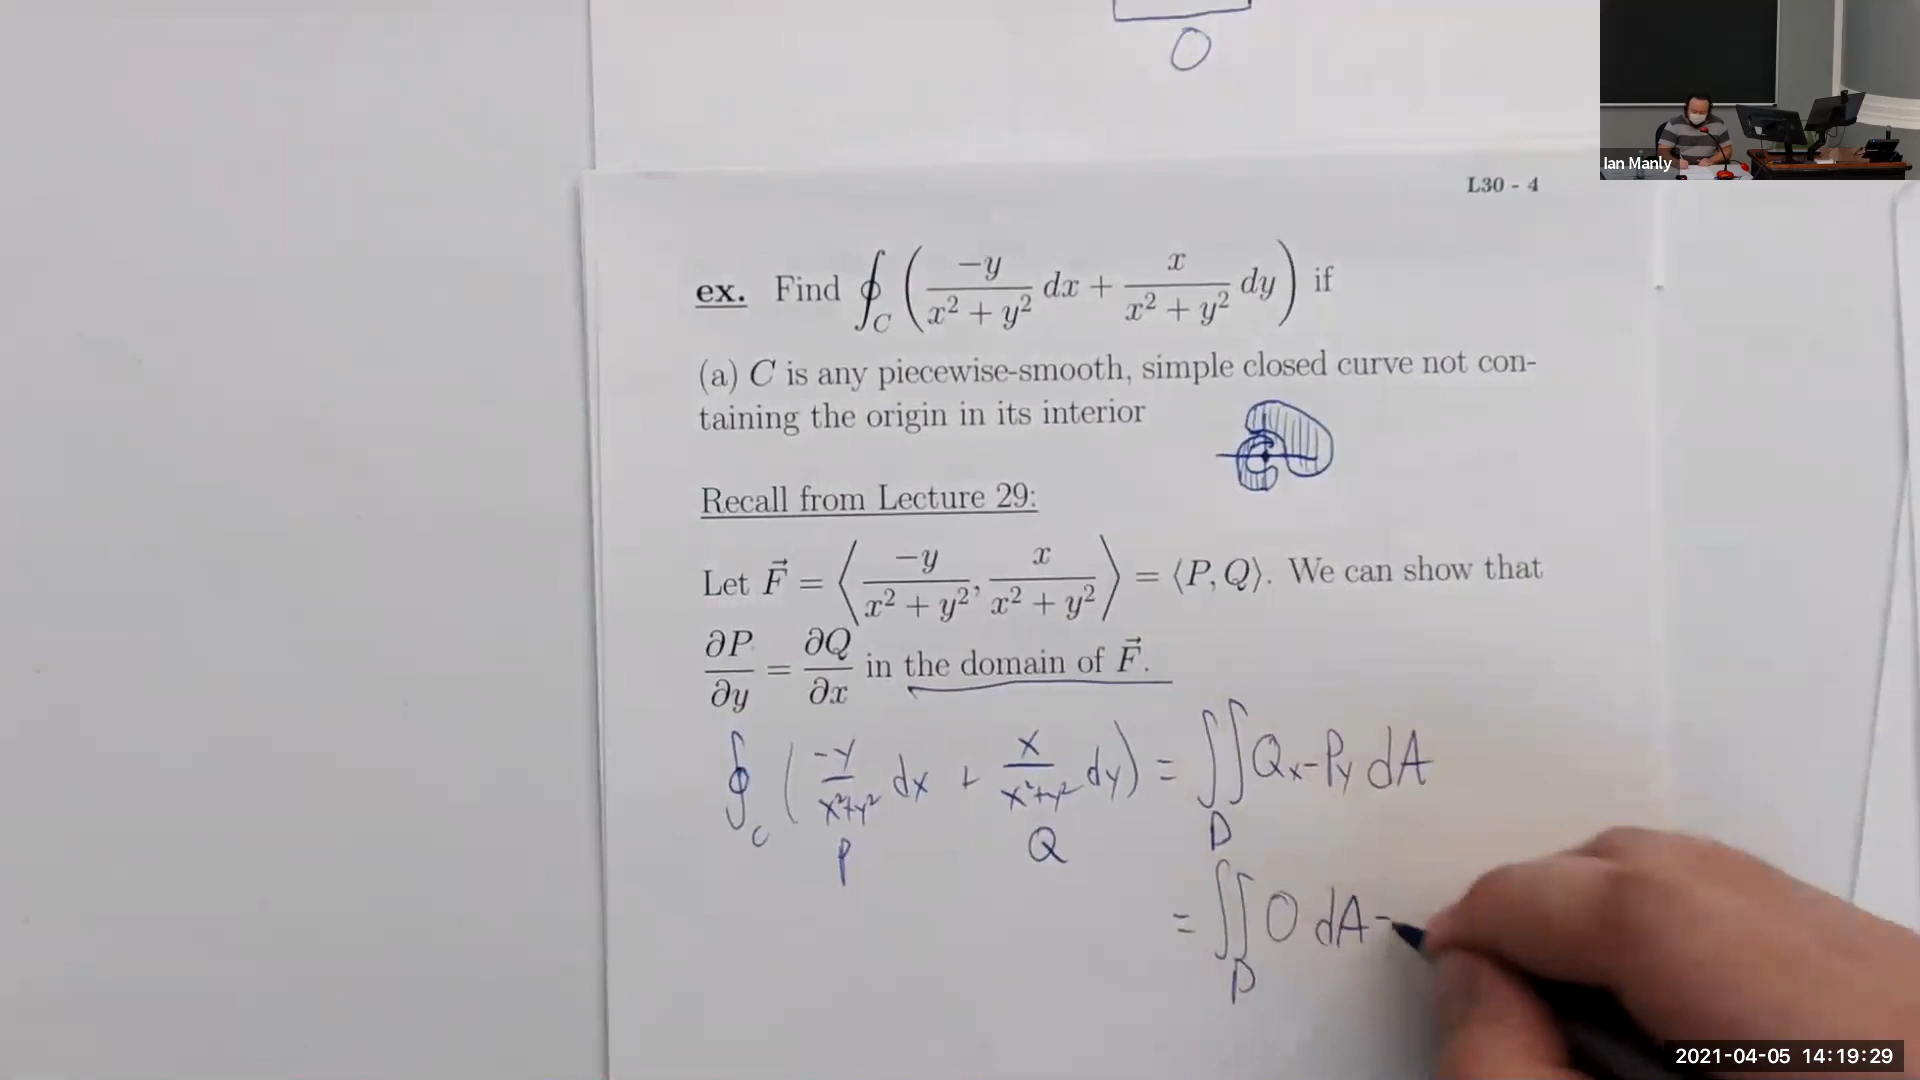 0
Ian Manly
L30 - 4
ex. Find ∮_C ( -y/(x² + y²) dx + x/(x² + y²) dy ) if
(a) C is any piecewise-smooth, simple closed curve not con-
taining the origin in its interior
Recall from Lecture 29:
Let F⃗ = ⟨ -y/(x² + y²), x/(x² + y²) ⟩ = ⟨P, Q⟩. We can show that
∂P/∂y = ∂Q/∂x in the domain of F⃗.
∮_C ( -y/(x²+y²) dx + x/(x²+y²) dy ) = ∬_D Qx - Py dA
P Q
= ∬_D 0 dA -
2021-04-05 14:19:29